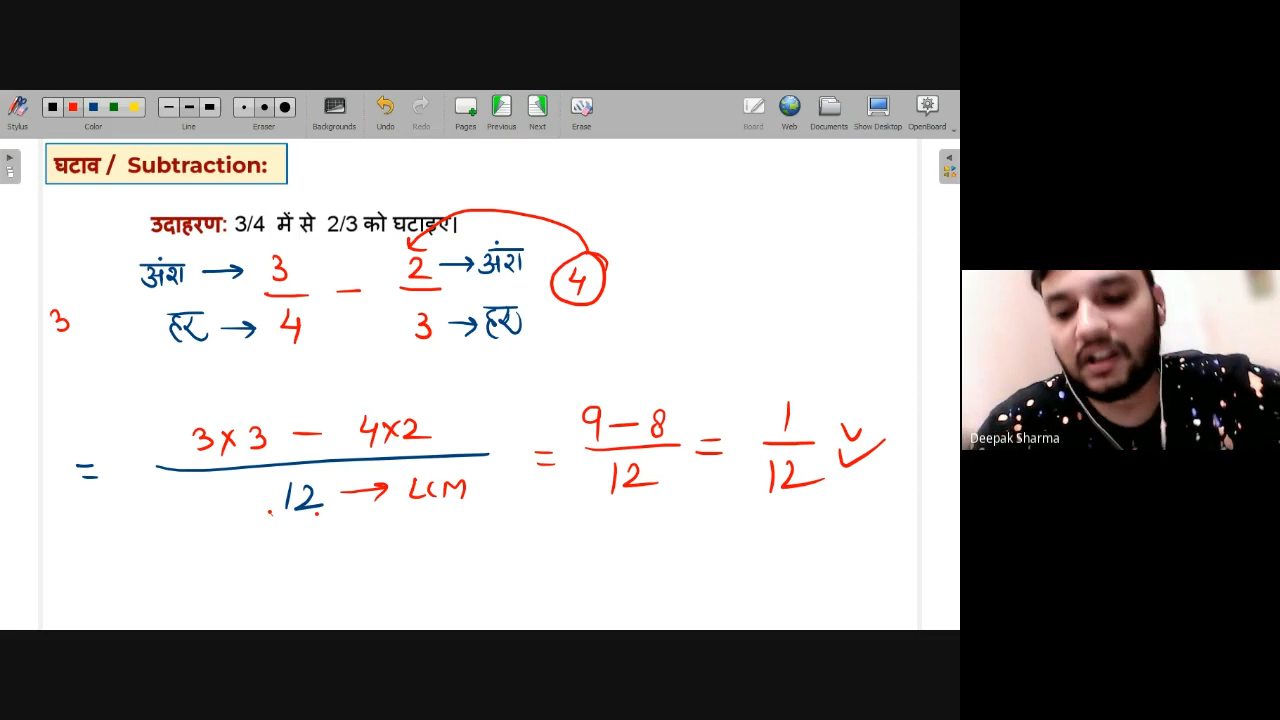 Stylus Color Line Eraser Backgrounds Undo Redo Pages Previous Next Erase Board Web Documents Show Desktop OpenBoard
घटाव / Subtraction:
उदाहरण: 3/4 में से 2/3 को घटाइए।
अंश → 3 − 2 → अंश 4
3 हर → 4 3 → हर
= 3×3 − 4×2 = 9 − 8 = 1
12 → LCM 12 12
Deepak Sharma